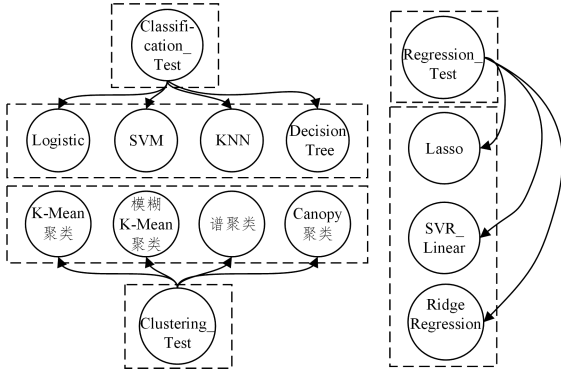 Classifi-
cation_
Test
Logistic
SVM
KNN
Decision
Tree
K-Mean
聚类
模糊
K-Mean
聚类
谱聚类
Canopy
聚类
Clustering_
Test
Regression_
Test
Lasso
SVR_
Linear
Ridge
Regression